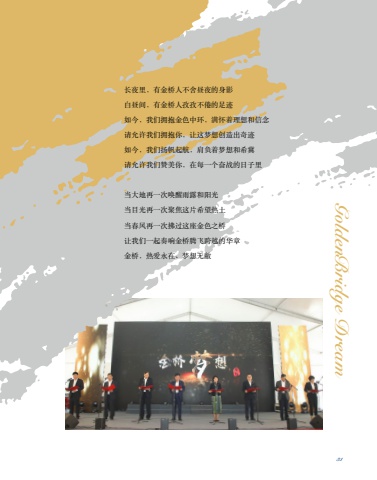 长夜里，有金桥人不舍昼夜的身影
白昼间，有金桥人孜孜不倦的足迹
如今，我们拥抱金色中环，满怀着理想和信念
请允许我们拥抱你，让这梦想创造出奇迹
如今，我们扬帆起航，肩负着梦想和希冀
请允许我们赞美你，在每一个奋战的日子里
当大地再一次唤醒雨露和阳光
当目光再一次聚焦这片希望热土
当春风再一次拂过这座金色之桥
让我们一起奏响金桥腾飞跨越的华章
金桥，热爱永在，梦想无敌
GoldenBridge Dream
金桥梦想
31